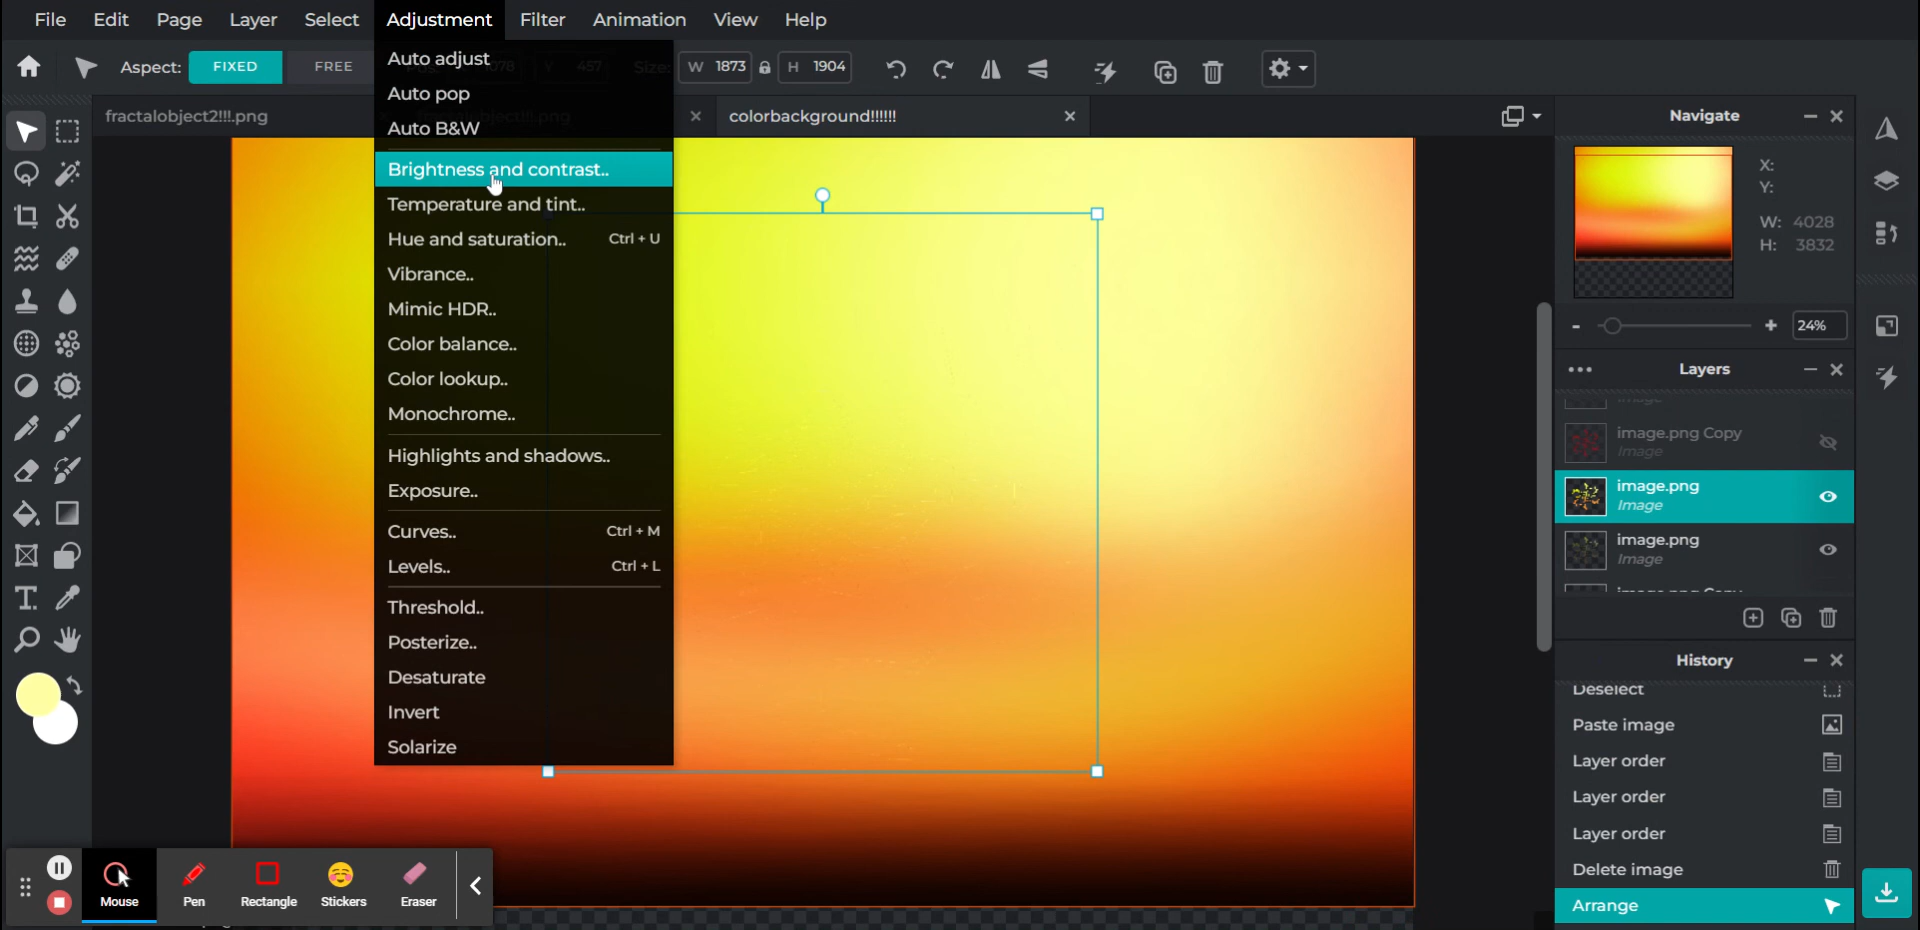 File Edit Page Layer Select Adjustment Filter Animation View Help
Aspect: FIXED FREE 457 Size: W 1873 H 1904
fractalobject2!!!.png
colorbackground!!!!!!
Auto adjust
Auto pop
Auto B&W
Brightness and contrast..
Temperature and tint..
Hue and saturation.. Ctrl + U
Vibrance..
Mimic HDR..
Color balance..
Color lookup..
Monochrome..
Highlights and shadows..
Exposure..
Curves.. Ctrl + M
Levels.. Ctrl + L
Threshold..
Posterize..
Desaturate
Invert
Solarize
Navigate
X:
Y:
W: 4028
H: 3832
24%
Layers
image.png Copy
Image
image.png
Image
image.png
Image
History
Deselect
Paste image
Layer order
Layer order
Layer order
Delete image
Arrange
Mouse Pen Rectangle Stickers Eraser